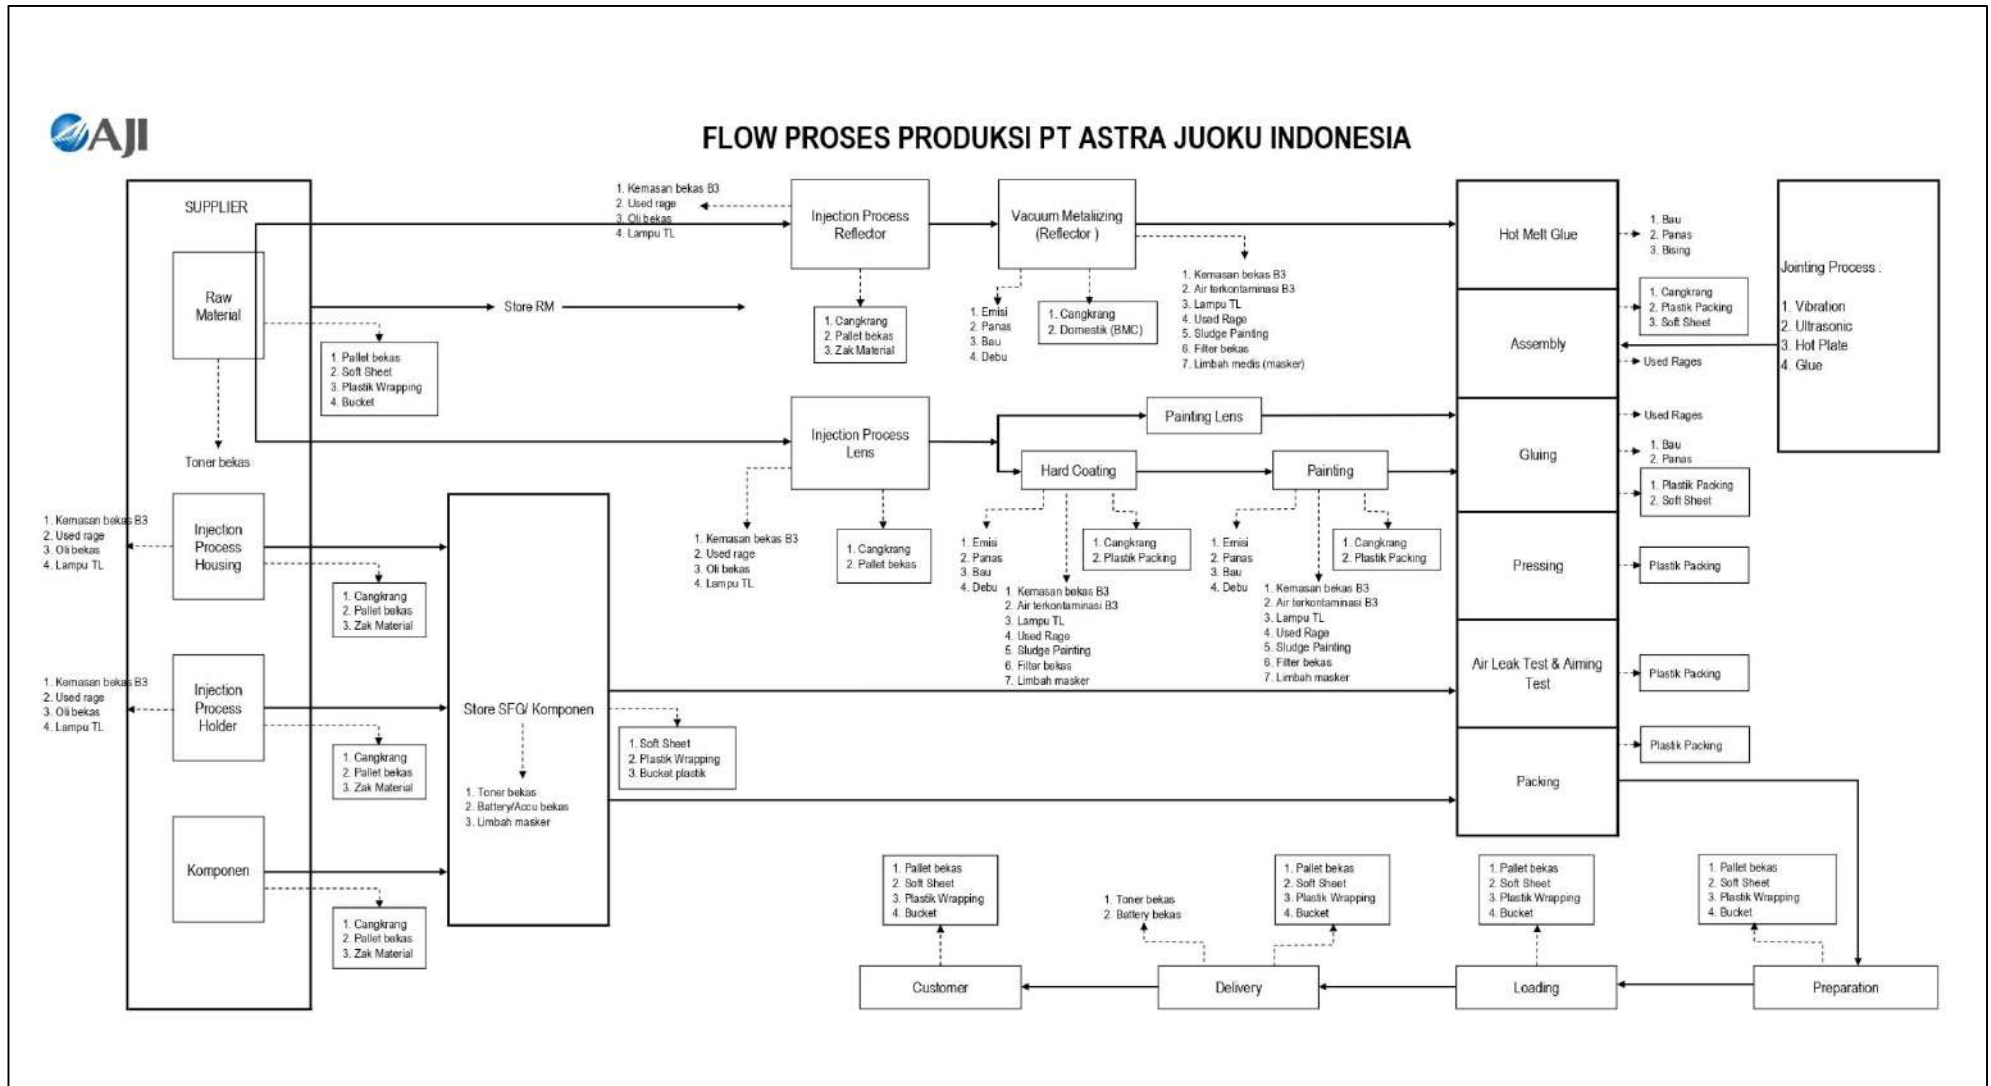 AJI
FLOW PROSES PRODUKSI PT ASTRA JUOKU INDONESIA
SUPPLIER
Raw
Material
1. Pallet bekas
2. Soft Sheet
3. Plastik Wrapping
4. Bucket
Toner bekas
Store RM
1. Kemasan bekas B3
2. Used rage
3. Oli bekas
4. Lampu TL
Injection Process
Reflector
1. Cangkrang
2. Pallet bekas
3. Zak Material
Vacuum Metaliizing
(Reflector )
1. Emisi
2. Panas
3. Bau
4. Debu
1. Cangkrang
2. Domestik (BMC)
1. Kemasan bekas B3
2. Air terkontaminasi B3
3. Lampu TL
4. Used Rage
5. Sludge Painting
6. Filter bekas
7. Limbah medis (masker)
Injection Process
Lens
1. Kemasan bekas B3
2. Used rage
3. Oli bekas
4. Lampu TL
1. Cangkrang
2. Pallet bekas
Painting Lens
Hard Coating
1. Emisi
2. Panas
3. Bau
4. Debu
1. Kemasan bekas B3
2. Air terkontaminasi B3
3. Lampu TL
4. Used Rage
5. Sludge Painting
6. Filter bekas
7. Limbah masker
1. Cangkrang
2. Plastik Packing
Painting
1. Emisi
2. Panas
3. Bau
4. Debu
1. Kemasan bekas B3
2. Air terkontaminasi B3
3. Lampu TL
4. Used Rage
5. Sludge Painting
6. Filter bekas
7. Limbah masker
1. Cangkrang
2. Plastik Packing
Hot Melt Glue
1. Bau
2. Panas
3. Bising
Assembly
1. Cangkrang
2. Plastik Packing
3. Soft Sheet
Used Rages
Jointing Process :
1. Vibration
2. Ultrasonic
3. Hot Plate
4. Glue
Gluing
Used Rages
1. Bau
2. Panas
1. Plastik Packing
2. Soft Sheet
Pressing
Plastik Packing
Air Leak Test & Aiming
Test
Plastik Packing
Packing
Plastik Packing
1. Kemasan bekas B3
2. Used rage
3. Oli bekas
4. Lampu TL
Injection
Process
Housing
1. Cangkrang
2. Pallet bekas
3. Zak Material
1. Kemasan bekas B3
2. Used rage
3. Oli bekas
4. Lampu TL
Injection
Process
Holder
1. Cangkrang
2. Pallet bekas
3. Zak Material
Komponen
1. Cangkrang
2. Pallet bekas
3. Zak Material
Store SFG/ Komponen
1. Toner bekas
2. Battery/Accu bekas
3. Limbah masker
1. Soft Sheet
2. Plastik Wrapping
3. Bucket plastik
1. Pallet bekas
2. Soft Sheet
3. Plastik Wrapping
4. Bucket
Customer
1. Toner bekas
2. Battery bekas
1. Pallet bekas
2. Soft Sheet
3. Plastik Wrapping
4. Bucket
Delivery
1. Pallet bekas
2. Soft Sheet
3. Plastik Wrapping
4. Bucket
Loading
1. Pallet bekas
2. Soft Sheet
3. Plastik Wrapping
4. Bucket
Preparation